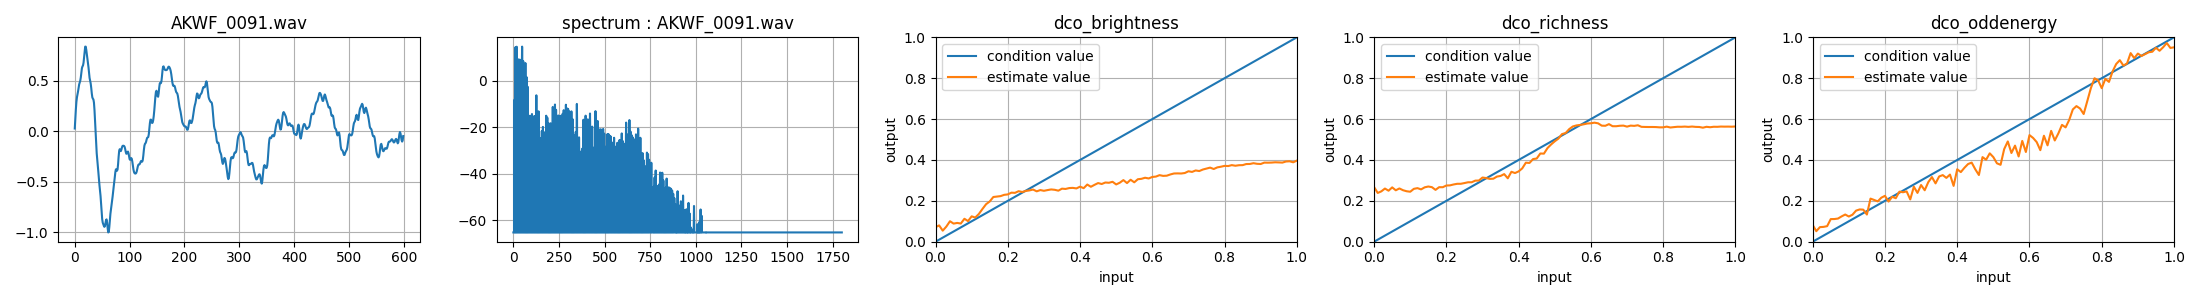 AKWF_0091.wav
0.5
0.0
−0.5
−1.0
0 100 200 300 400 500 600
spectrum : AKWF_0091.wav
0
−20
−40
−60
0 250 500 750 1000 1250 1500 1750
dco_brightness
condition value
estimate value
output
1.0
0.8
0.6
0.4
0.2
0.0
0.0 0.2 0.4 0.6 0.8 1.0
input
dco_richness
condition value
estimate value
output
1.0
0.8
0.6
0.4
0.2
0.0
0.0 0.2 0.4 0.6 0.8 1.0
input
dco_oddenergy
condition value
estimate value
output
1.0
0.8
0.6
0.4
0.2
0.0
0.0 0.2 0.4 0.6 0.8 1.0
input